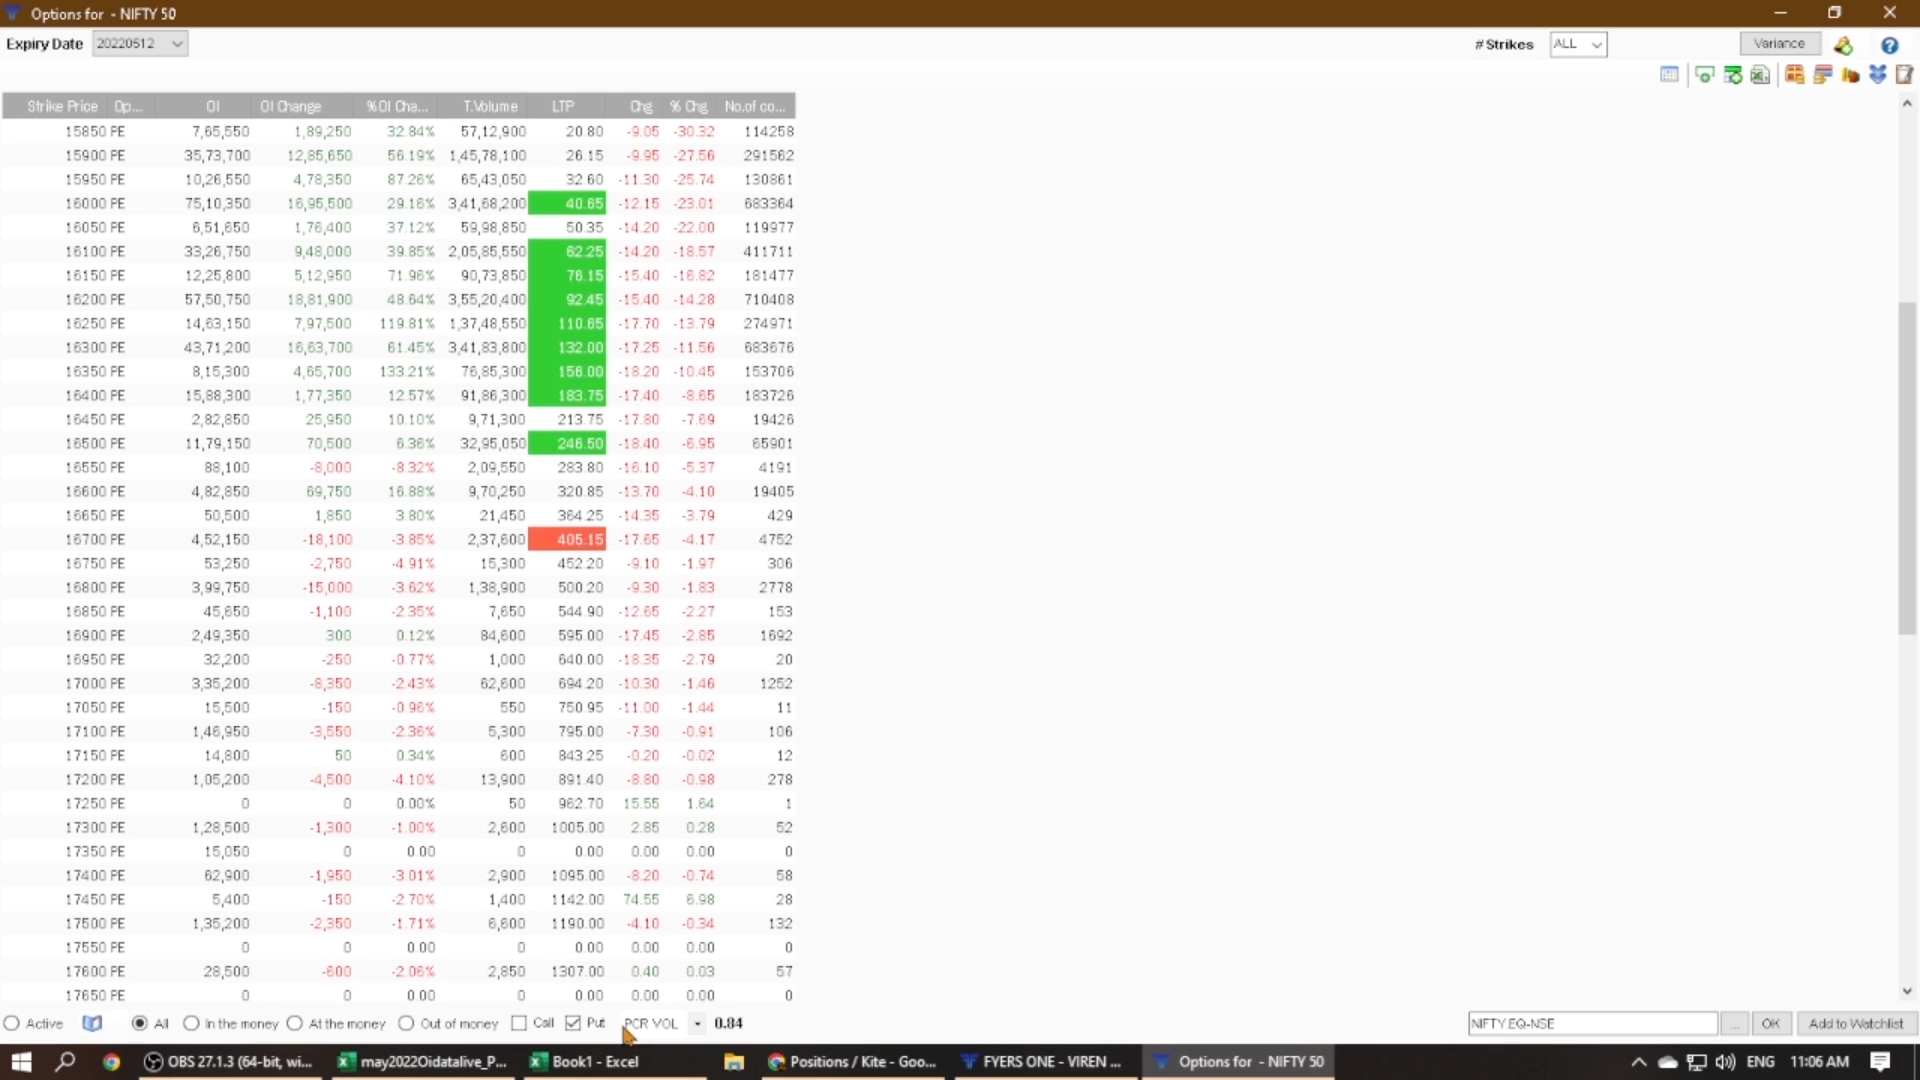 Options for - NIFTY 50
Expiry Date 20220512 # Strikes ALL Variance
Strike Price Op... OI OI Change %OI Cha... T.Volume LTP Chg % Chg No.of co...
15850 PE 7,65,550 1,89,250 32.84% 57,12,900 20.80 -9.05 -30.32 114258
15900 PE 35,73,700 12,85,650 56.19% 1,45,78,100 26.15 -9.95 -27.56 291562
15950 PE 10,26,550 4,78,350 87.26% 65,43,050 32.60 -11.30 -25.74 130861
16000 PE 75,10,350 16,95,500 29.16% 3,41,68,200 40.65 -12.15 -23.01 683364
16050 PE 6,51,650 1,76,400 37.12% 59,98,850 50.35 -14.20 -22.00 119977
16100 PE 33,26,750 9,48,000 39.85% 2,05,85,550 62.25 -14.20 -18.57 411711
16150 PE 12,25,800 5,12,950 71.96% 90,73,850 76.15 -15.40 -16.82 181477
16200 PE 57,50,750 18,81,900 48.64% 3,55,20,400 92.45 -15.40 -14.28 710408
16250 PE 14,63,150 7,97,500 119.81% 1,37,48,550 110.65 -17.70 -13.79 274971
16300 PE 43,71,200 16,63,700 61.45% 3,41,83,800 132.00 -17.25 -11.56 683676
16350 PE 8,15,300 4,65,700 133.21% 76,85,300 156.00 -18.20 -10.45 153706
16400 PE 15,88,300 1,77,350 12.57% 91,86,300 183.75 -17.40 -8.65 183726
16450 PE 2,82,850 25,950 10.10% 9,71,300 213.75 -17.80 -7.69 19426
16500 PE 11,79,150 70,500 6.36% 32,95,050 246.50 -18.40 -6.95 65901
16550 PE 88,100 -8,000 -8.32% 2,09,550 283.80 -16.10 -5.37 4191
16600 PE 4,82,850 69,750 16.88% 9,70,250 320.85 -13.70 -4.10 19405
16650 PE 50,500 1,850 3.80% 21,450 364.25 -14.35 -3.79 429
16700 PE 4,52,150 -18,100 -3.85% 2,37,600 405.15 -17.65 -4.17 4752
16750 PE 53,250 -2,750 -4.91% 15,300 452.20 -9.10 -1.97 306
16800 PE 3,99,750 -15,000 -3.62% 1,38,900 500.20 -9.30 -1.83 2778
16850 PE 45,650 -1,100 -2.35% 7,650 544.90 -12.65 -2.27 153
16900 PE 2,49,350 300 0.12% 84,600 595.00 -17.45 -2.85 1692
16950 PE 32,200 -250 -0.77% 1,000 640.00 -18.35 -2.79 20
17000 PE 3,35,200 -8,350 -2.43% 62,600 694.20 -10.30 -1.46 1252
17050 PE 15,500 -150 -0.96% 550 750.95 -11.00 -1.44 11
17100 PE 1,46,950 -3,550 -2.36% 5,300 795.00 -7.30 -0.91 106
17150 PE 14,800 50 0.34% 600 843.25 -0.20 -0.02 12
17200 PE 1,05,200 -4,500 -4.10% 13,900 891.40 -8.80 -0.98 278
17250 PE 0 0 0.00% 50 962.70 15.55 1.64 1
17300 PE 1,28,500 -1,300 -1.00% 2,600 1005.00 2.85 0.28 52
17350 PE 15,050 0 0.00 0 0.00 0.00 0.00 0
17400 PE 62,900 -1,950 -3.01% 2,900 1095.00 -8.20 -0.74 58
17450 PE 5,400 -150 -2.70% 1,400 1142.00 74.55 6.98 28
17500 PE 1,35,200 -2,350 -1.71% 6,600 1190.00 -4.10 -0.34 132
17550 PE 0 0 0.00 0 0.00 0.00 0.00 0
17600 PE 28,500 -600 -2.06% 2,850 1307.00 0.40 0.03 57
17650 PE 0 0 0.00 0 0.00 0.00 0.00 0
Active All In the money At the money Out of money Call Put PCR VOL 0.84 NIFTY.EQ-NSE ... OK Add to Watchlist
OBS 27.1.3 (64-bit, wi... may2022Oidatalive_P... Book1 - Excel Positions / Kite - Goo... FYERS ONE - VIREN ... Options for - NIFTY 50 ENG 11:06 AM